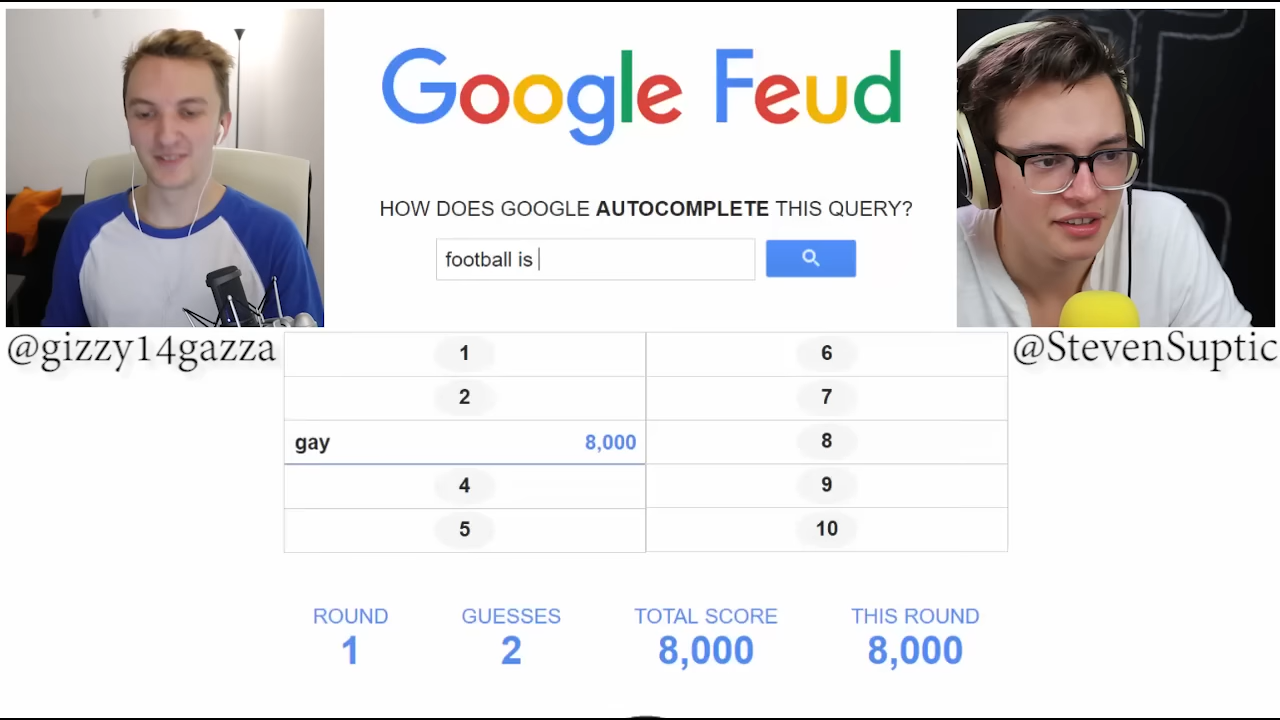 Google Feud
HOW DOES GOOGLE AUTOCOMPLETE THIS QUERY?
football is
@gizzy14gazza
@StevenSuptic
1
6
2
7
gay 8,000
8
4
9
5
10
ROUND
GUESSES
TOTAL SCORE
THIS ROUND
1
2
8,000
8,000